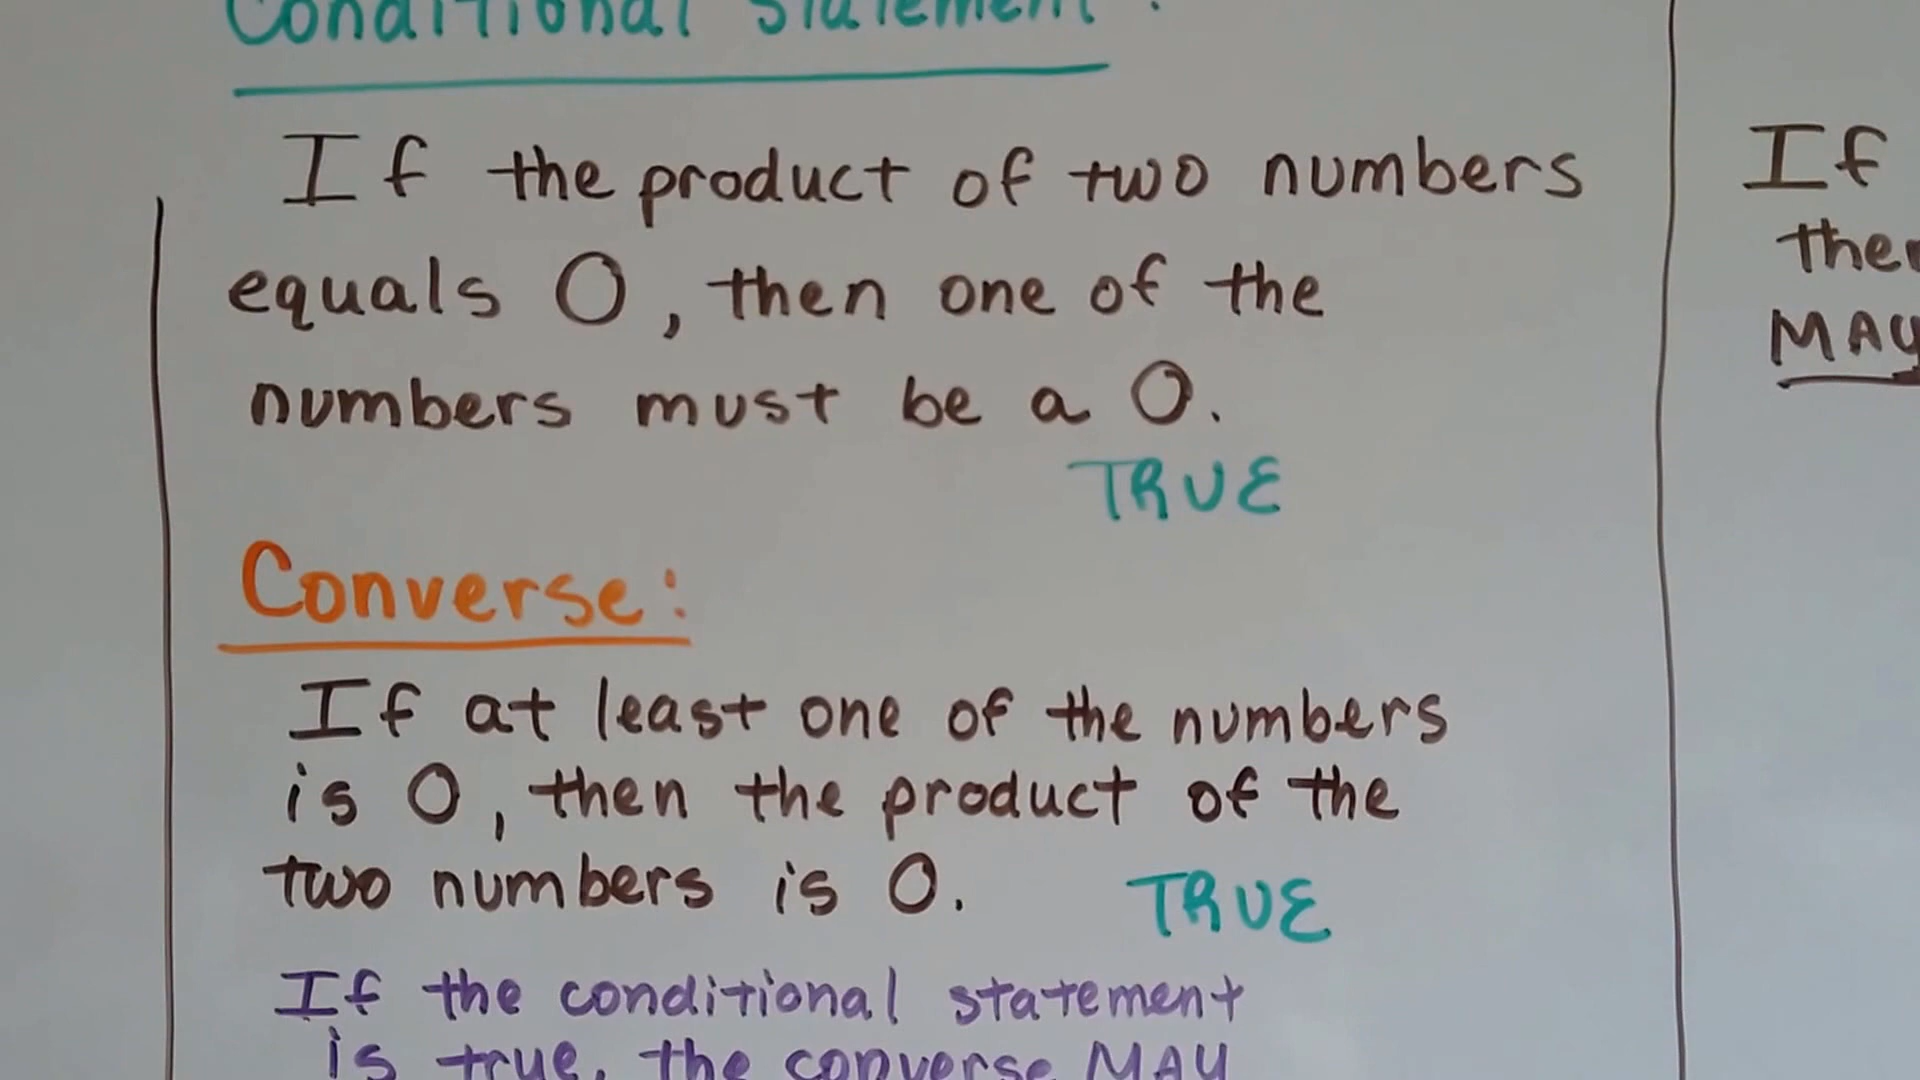 Conditional Statement:
If the product of two numbers
equals 0, then one of the
numbers must be a 0.
TRUE
Converse:
If at least one of the numbers
is 0, then the product of the
two numbers is 0.
TRUE
If the conditional statement
is true, the converse MAY
If
MAY